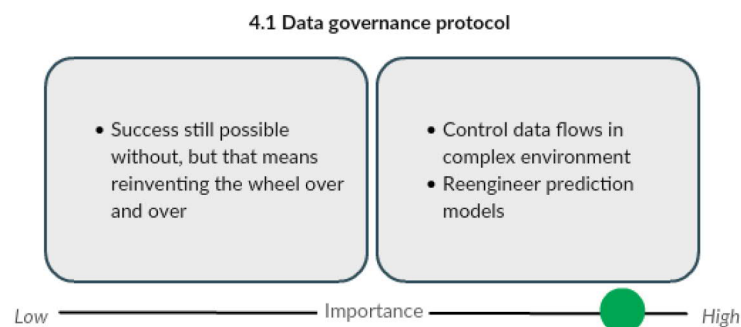 4.1 Data governance protocol
• Success still possible
without, but that means
reinventing the wheel over
and over
• Control data flows in
complex environment
• Reengineer prediction
models
Low Importance High